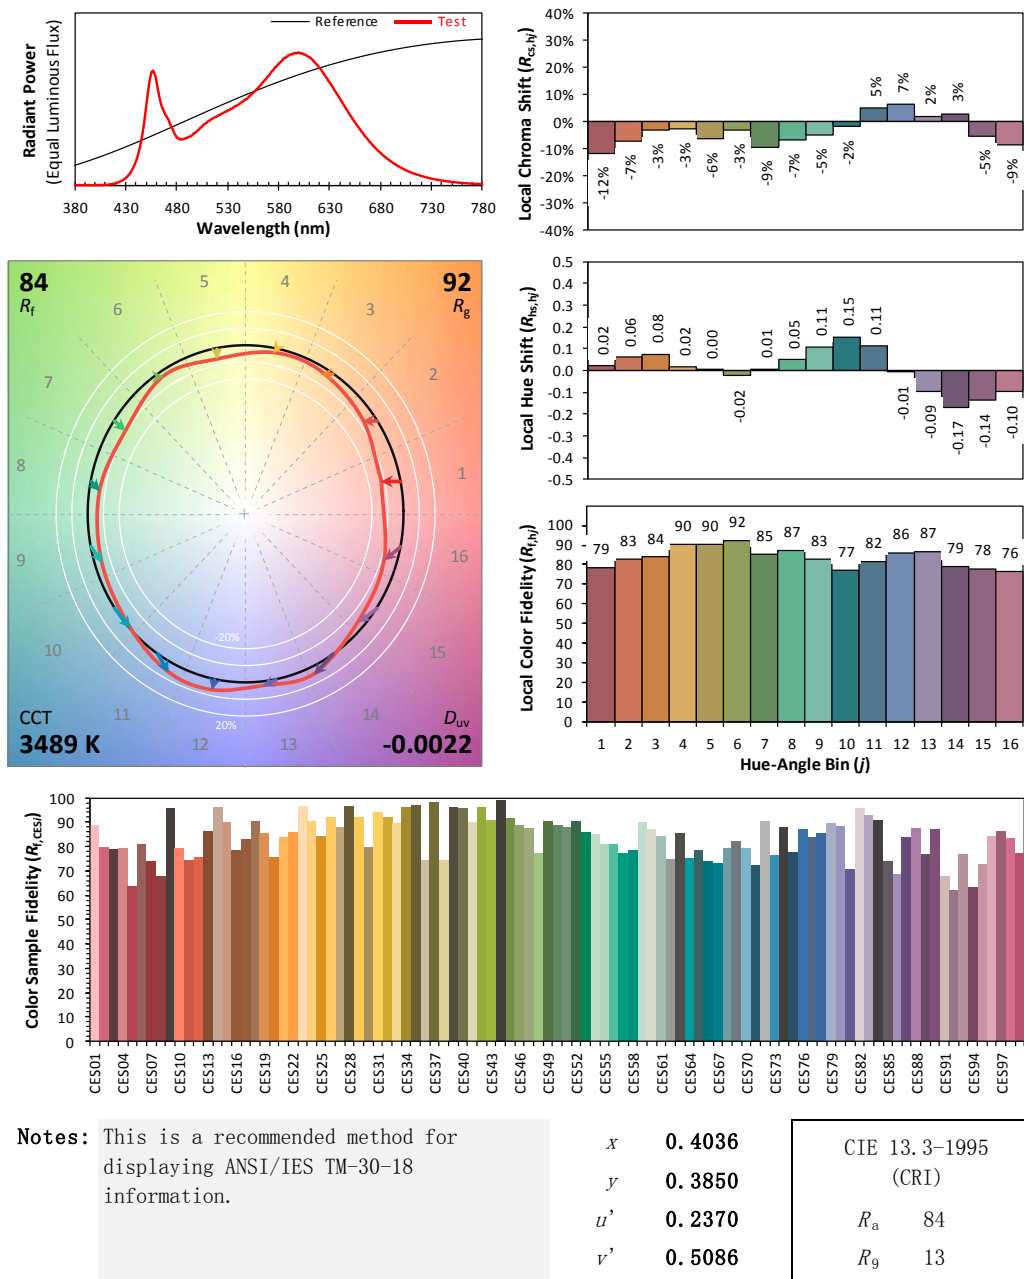 Reference
Test
Radiant Power
(Equal Luminous Flux)
380 430 480 530 580 630 680 730 780
Wavelength (nm)
Local Chroma Shift (Rcs,hj)
40%
30%
20%
10%
0%
-10%
-20%
-30%
-40%
-12% -7% -3% -3% -6% -3% -9% -7% -5% -2% 5% 7% 2% 3% -5% -9%
84
Rf
92
Rg
1
2
3
4
5
6
7
8
9
10
11
12
13
14
15
16
-20%
20%
CCT
3489 K
Duv
-0.0022
Local Hue Shift (Rhs,hj)
0.5
0.4
0.3
0.2
0.1
0.0
-0.1
-0.2
-0.3
-0.4
-0.5
0.02 0.06 0.08 0.02 0.00 -0.02 0.01 0.05 0.11 0.15 0.11 -0.01 -0.09 -0.17 -0.14 -0.10
Local Color Fidelity (Rf,hj)
100
90
80
70
60
50
40
30
20
10
0
79 83 84 90 90 92 85 87 83 77 82 86 87 79 78 76
1 2 3 4 5 6 7 8 9 10 11 12 13 14 15 16
Hue-Angle Bin (j)
Color Sample Fidelity (Rf,CESi)
100
90
80
70
60
50
40
30
20
10
0
CES01 CES04 CES07 CES10 CES13 CES16 CES19 CES22 CES25 CES28 CES31 CES34 CES37 CES40 CES43 CES46 CES49 CES52 CES55 CES58 CES61 CES64 CES67 CES70 CES73 CES76 CES79 CES82 CES85 CES88 CES91 CES94 CES97
Notes: This is a recommended method for
displaying ANSI/IES TM-30-18
information.
x 0.4036
y 0.3850
u' 0.2370
v' 0.5086
CIE 13.3-1995
(CRI)
Ra 84
R9 13